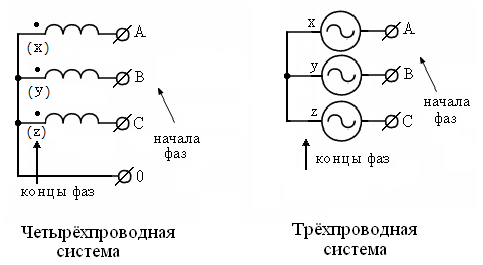 A
(x)
B
(y)
C
(z)
0
начала
фаз
концы фаз
Четырёхпроводная
система
x
A
y
B
z
C
начала
фаз
концы фаз
Трёхпроводная
система